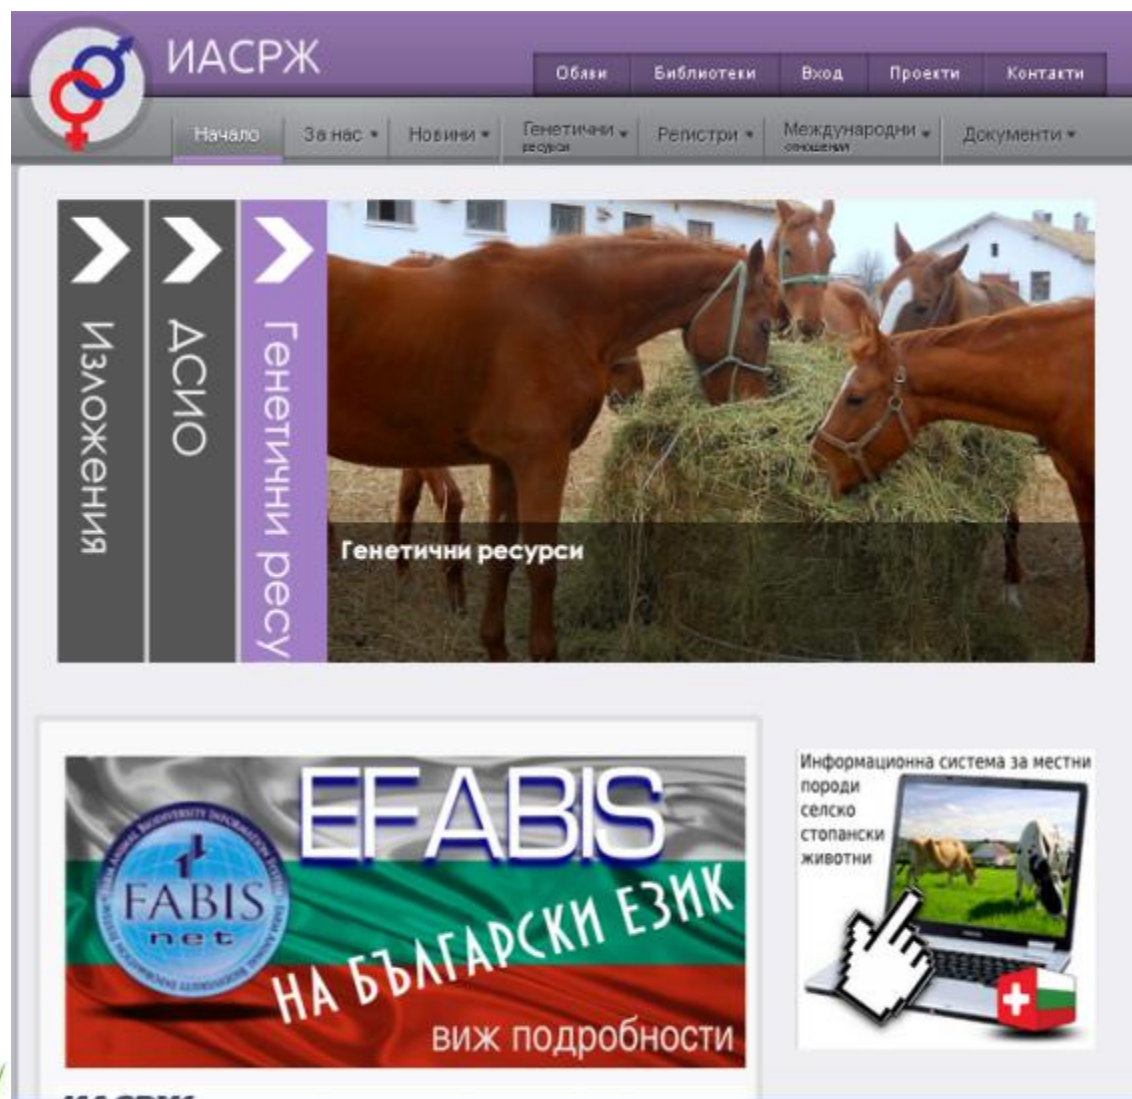 ИАСРЖ
Обяви Библиотеки Вход Проекти Контакти
Начало За нас Новини Генетични Регистри Международни Документи
ресурси отношения
Изложения
ДСИО
Генетични ресу
Генетични ресурси
EFABIS
FABIS
net
НА БЪЛГАРСКИ ЕЗИК
виж подробности
Информационна система за местни
породи
селско
стопански
животни